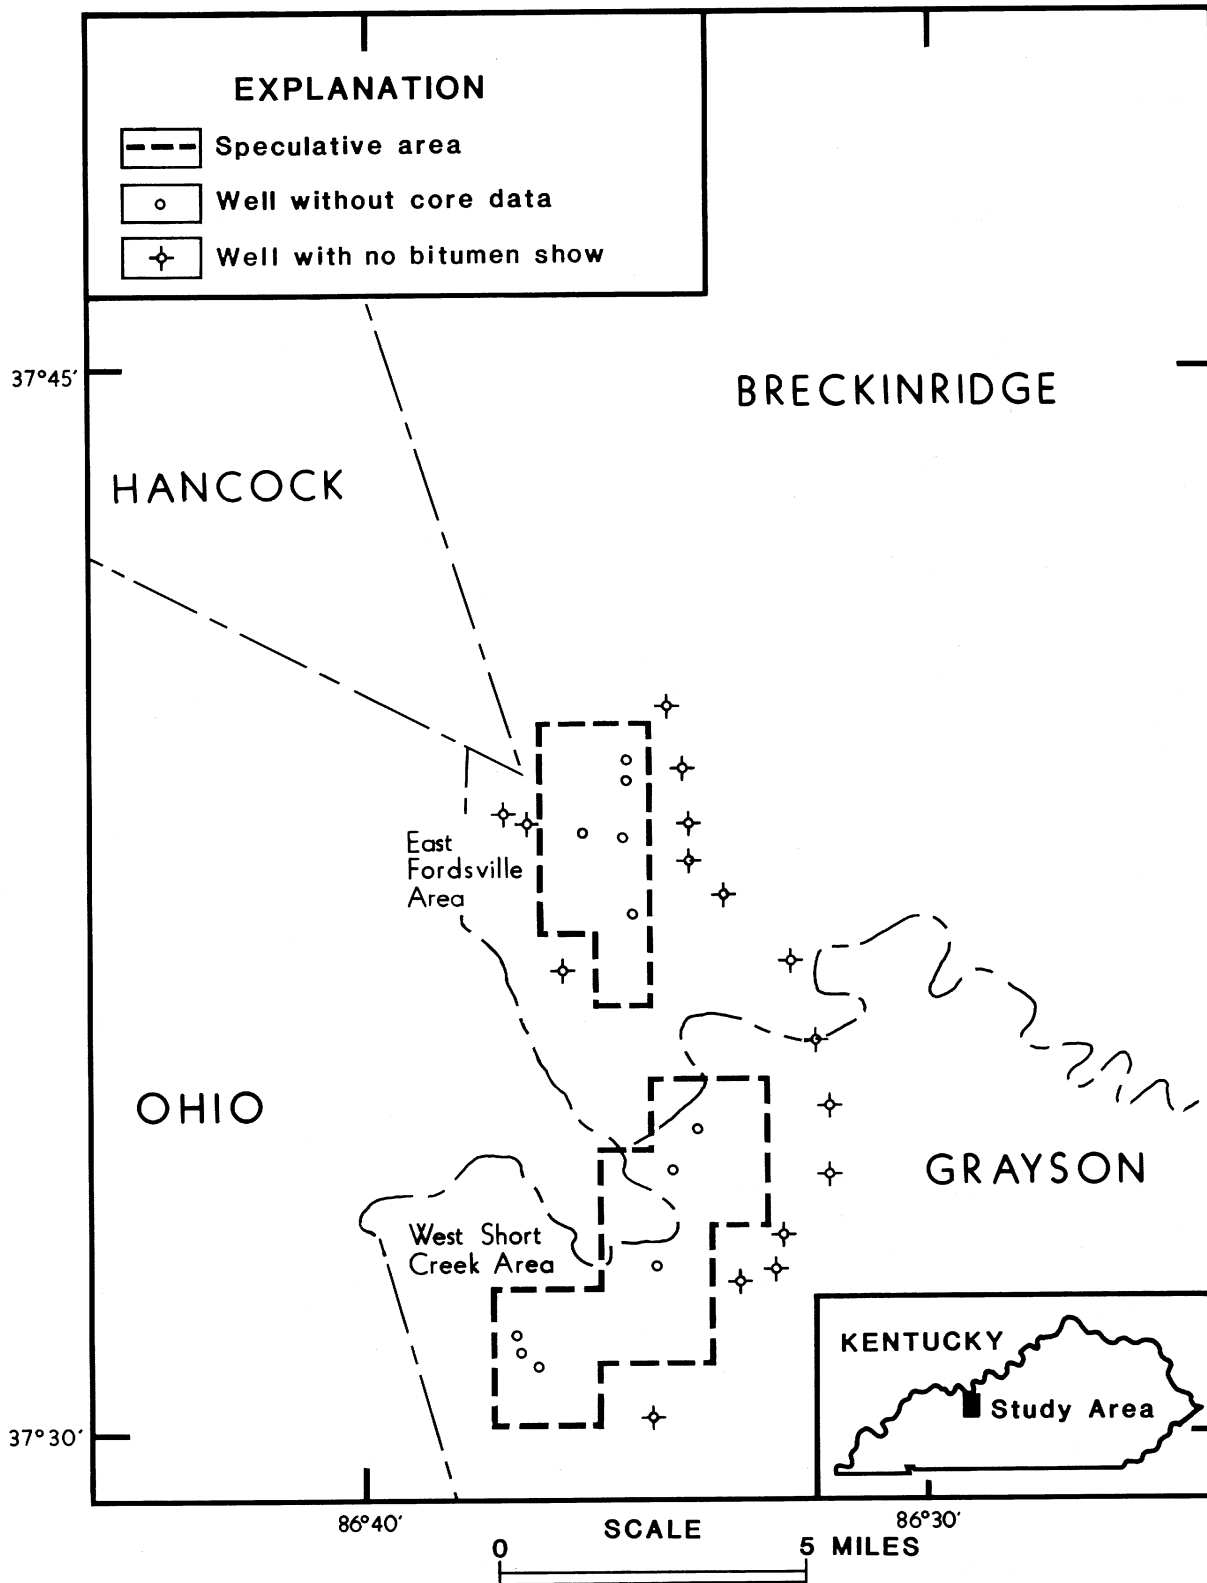 EXPLANATION
Speculative area
Well without core data
Well with no bitumen show
37°45′
BRECKINRIDGE
HANCOCK
East
Fordsville
Area
OHIO
GRAYSON
West Short
Creek Area
KENTUCKY
Study Area
37°30′
86°40′
86°30′
SCALE
0 5 MILES